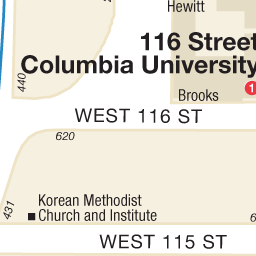 Hewitt
116 Street
Columbia University
1
Brooks
440
WEST 116 ST
620
431
Korean Methodist
Church and Institute
6
WEST 115 ST